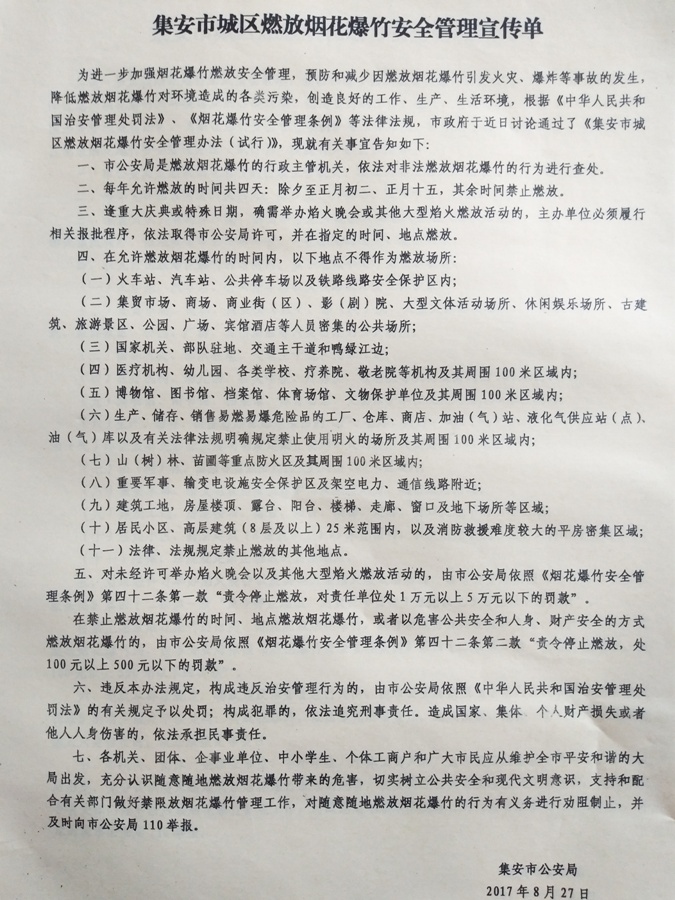 集安市城区燃放烟花爆竹安全管理宣传单
为进一步加强烟花爆竹燃放安全管理，预防和减少因燃放烟花爆竹引发火灾、爆炸等事故的发生，
降低燃放烟花爆竹对环境造成的各类污染，创造良好的工作、生产、生活环境，根据《中华人民共和
国治安管理处罚法》、《烟花爆竹安全管理条例》等法律法规，市政府于近日讨论通过了《集安市城
区燃放烟花爆竹安全管理办法（试行）》，现就有关事宣告知如下：
一、市公安局是燃放烟花爆竹的行政主管机关，依法对非法燃放烟花爆竹的行为进行查处。
二、每年允许燃放的时间共四天：除夕至正月初二、正月十五，其余时间禁止燃放。
三、逢重大庆典或特殊日期，确需举办焰火晚会或其他大型焰火燃放活动的，主办单位必须履行
相关报批程序，依法取得市公安局许可，并在指定的时间、地点燃放。
四、在允许燃放烟花爆竹的时间内，以下地点不得作为燃放场所：
（一）火车站、汽车站、公共停车场以及铁路线路安全保护区内；
（二）集贸市场、商场、商业街（区）、影（剧）院、大型文体活动场所、休闲娱乐场所、古建
筑、旅游景区、公园、广场、宾馆酒店等人员密集的公共场所；
（三）国家机关、部队驻地、交通主干道和鸭绿江边；
（四）医疗机构、幼儿园、各类学校、疗养院、敬老院等机构及其周围100米区域内；
（五）博物馆、图书馆、档案馆、体育场馆、文物保护单位及其周围100米区域内；
（六）生产、储存、销售易燃易爆危险品的工厂、仓库、商店、加油（气）站、液化气供应站（点）、
油（气）库以及有关法律法规明确规定禁止使用明火的场所及其周围100米区域内；
（七）山（树）林、苗圃等重点防火区及其周围100米区域内；
（八）重要军事、输变电设施安全保护区及架空电力、通信线路附近；
（九）建筑工地，房屋楼顶、露台、阳台、楼梯、走廊、窗口及地下场所等区域；
（十）居民小区、高层建筑（8层及以上）25米范围内，以及消防救援难度较大的平房密集区域；
（十一）法律、法规规定禁止燃放的其他地点。
五、对未经许可举办焰火晚会以及其他大型焰火燃放活动的，由市公安局依照《烟花爆竹安全管
理条例》第四十二条第一款“责令停止燃放，对责任单位处1万元以上5万元以下的罚款”。
在禁止燃放烟花爆竹的时间、地点燃放烟花爆竹，或者以危害公共安全和人身、财产安全的方式
燃放烟花爆竹的，由市公安局依照《烟花爆竹安全管理条例》第四十二条第二款“责令停止燃放，处
100元以上500元以下的罚款”。
六、违反本办法规定，构成违反治安管理行为的，由市公安局依照《中华人民共和国治安管理处
罚法》的有关规定予以处罚；构成犯罪的，依法追究刑事责任。造成国家、集体、个人财产损失或者
他人人身伤害的，依法承担民事责任。
七、各机关、团体、企事业单位、中小学生、个体工商户和广大市民应从维护全市平安和谐的大
局出发，充分认识随意随地燃放烟花爆竹带来的危害，切实树立公共安全和现代文明意识，支持和配
合有关部门做好禁限放烟花爆竹管理工作，对随意随地燃放烟花爆竹的行为有义务进行劝阻制止，并
及时向市公安局110举报。
集安市公安局
2017年8月27日